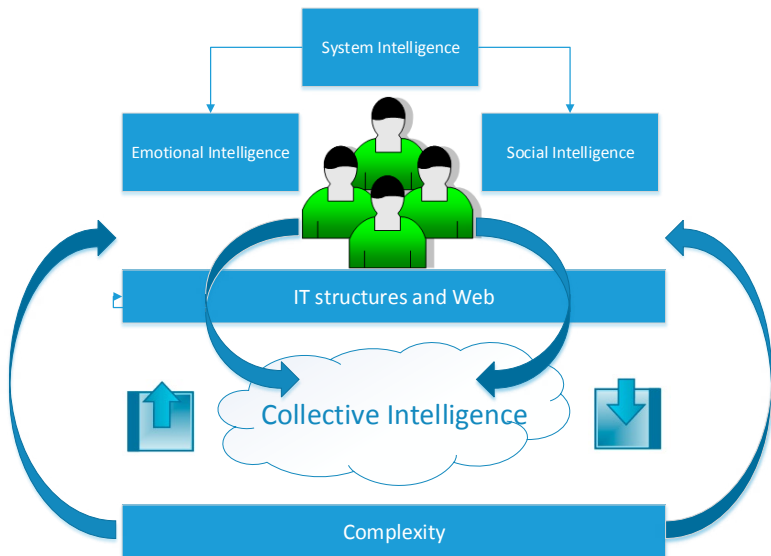 System Intelligence
Emotional Intelligence
Social Intelligence
IT structures and Web
Collective Intelligence
Complexity